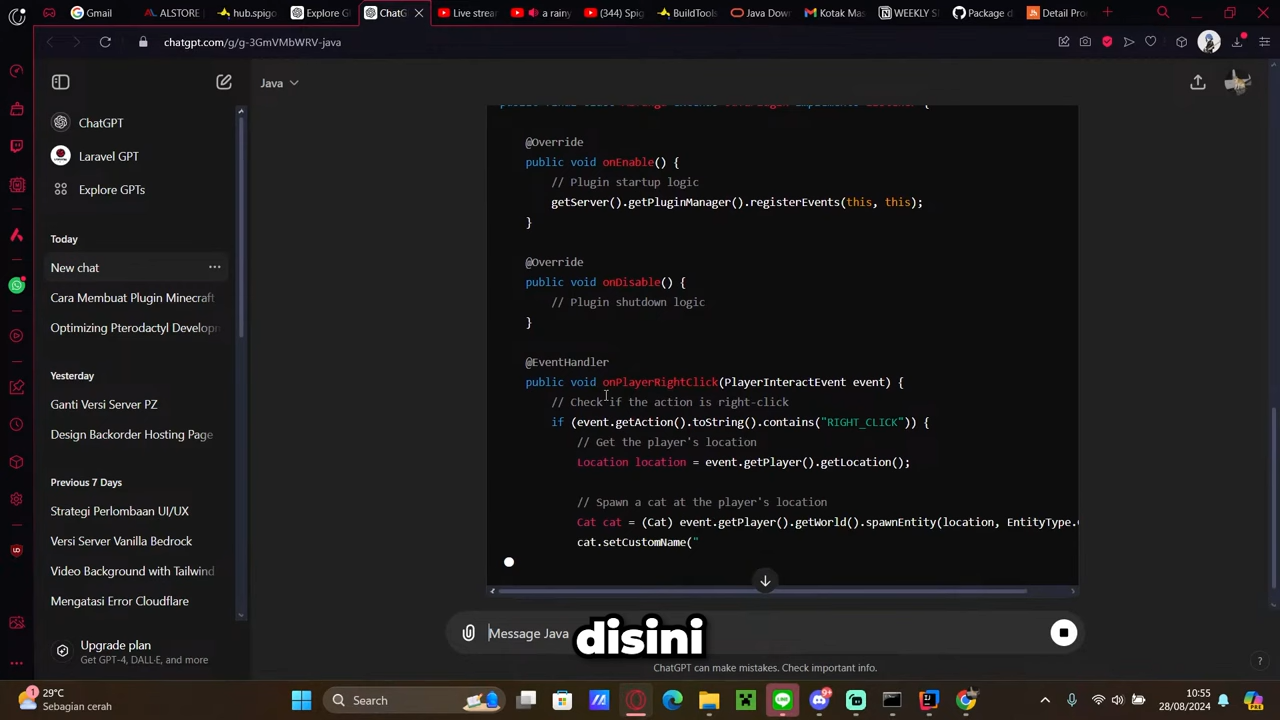 Gmail
ALSTORE
hub.spigo
Explore G
ChatG
Live strea
a rainy
(344) Spig
BuildTools
Java Dow
Kotak Mas
WEEKLY S
Package d
Detail Pro
chatgpt.com/g/g-3GmVMbWRV-java
Java
ChatGPT
Laravel GPT
Explore GPTs
Today
New chat
Cara Membuat Plugin Minecraft
Optimizing Pterodactyl Develop
Yesterday
Ganti Versi Server PZ
Design Backorder Hosting Page
Previous 7 Days
Strategi Perlombaan UI/UX
Versi Server Vanilla Bedrock
Video Background with Tailwind
Mengatasi Error Cloudflare
Upgrade plan
Get GPT-4, DALL·E, and more
@Override
public void onEnable() {
// Plugin startup logic
getServer().getPluginManager().registerEvents(this, this);
}
@Override
public void onDisable() {
// Plugin shutdown logic
}
@EventHandler
public void onPlayerRightClick(PlayerInteractEvent event) {
// Check if the action is right-click
if (event.getAction().toString().contains("RIGHT_CLICK")) {
// Get the player's location
Location location = event.getPlayer().getLocation();
// Spawn a cat at the player's location
Cat cat = (Cat) event.getPlayer().getWorld().spawnEntity(location, EntityType.
cat.setCustomName("
Message Java
disini
ChatGPT can make mistakes. Check important info.
?
29°C
Sebagian cerah
Search
10:55
28/08/2024